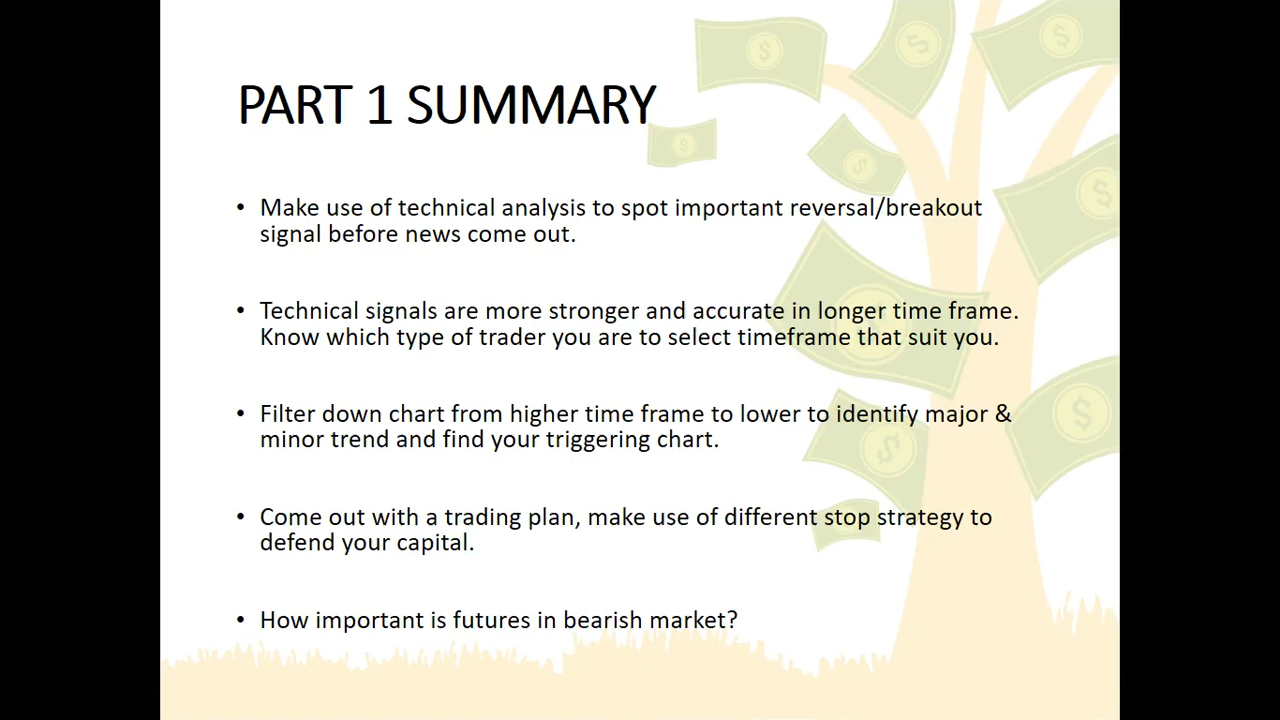 PART 1 SUMMARY
• Make use of technical analysis to spot important reversal/breakout
signal before news come out.
• Technical signals are more stronger and accurate in longer time frame.
Know which type of trader you are to select timeframe that suit you.
• Filter down chart from higher time frame to lower to identify major &
minor trend and find your triggering chart.
• Come out with a trading plan, make use of different stop strategy to
defend your capital.
• How important is futures in bearish market?